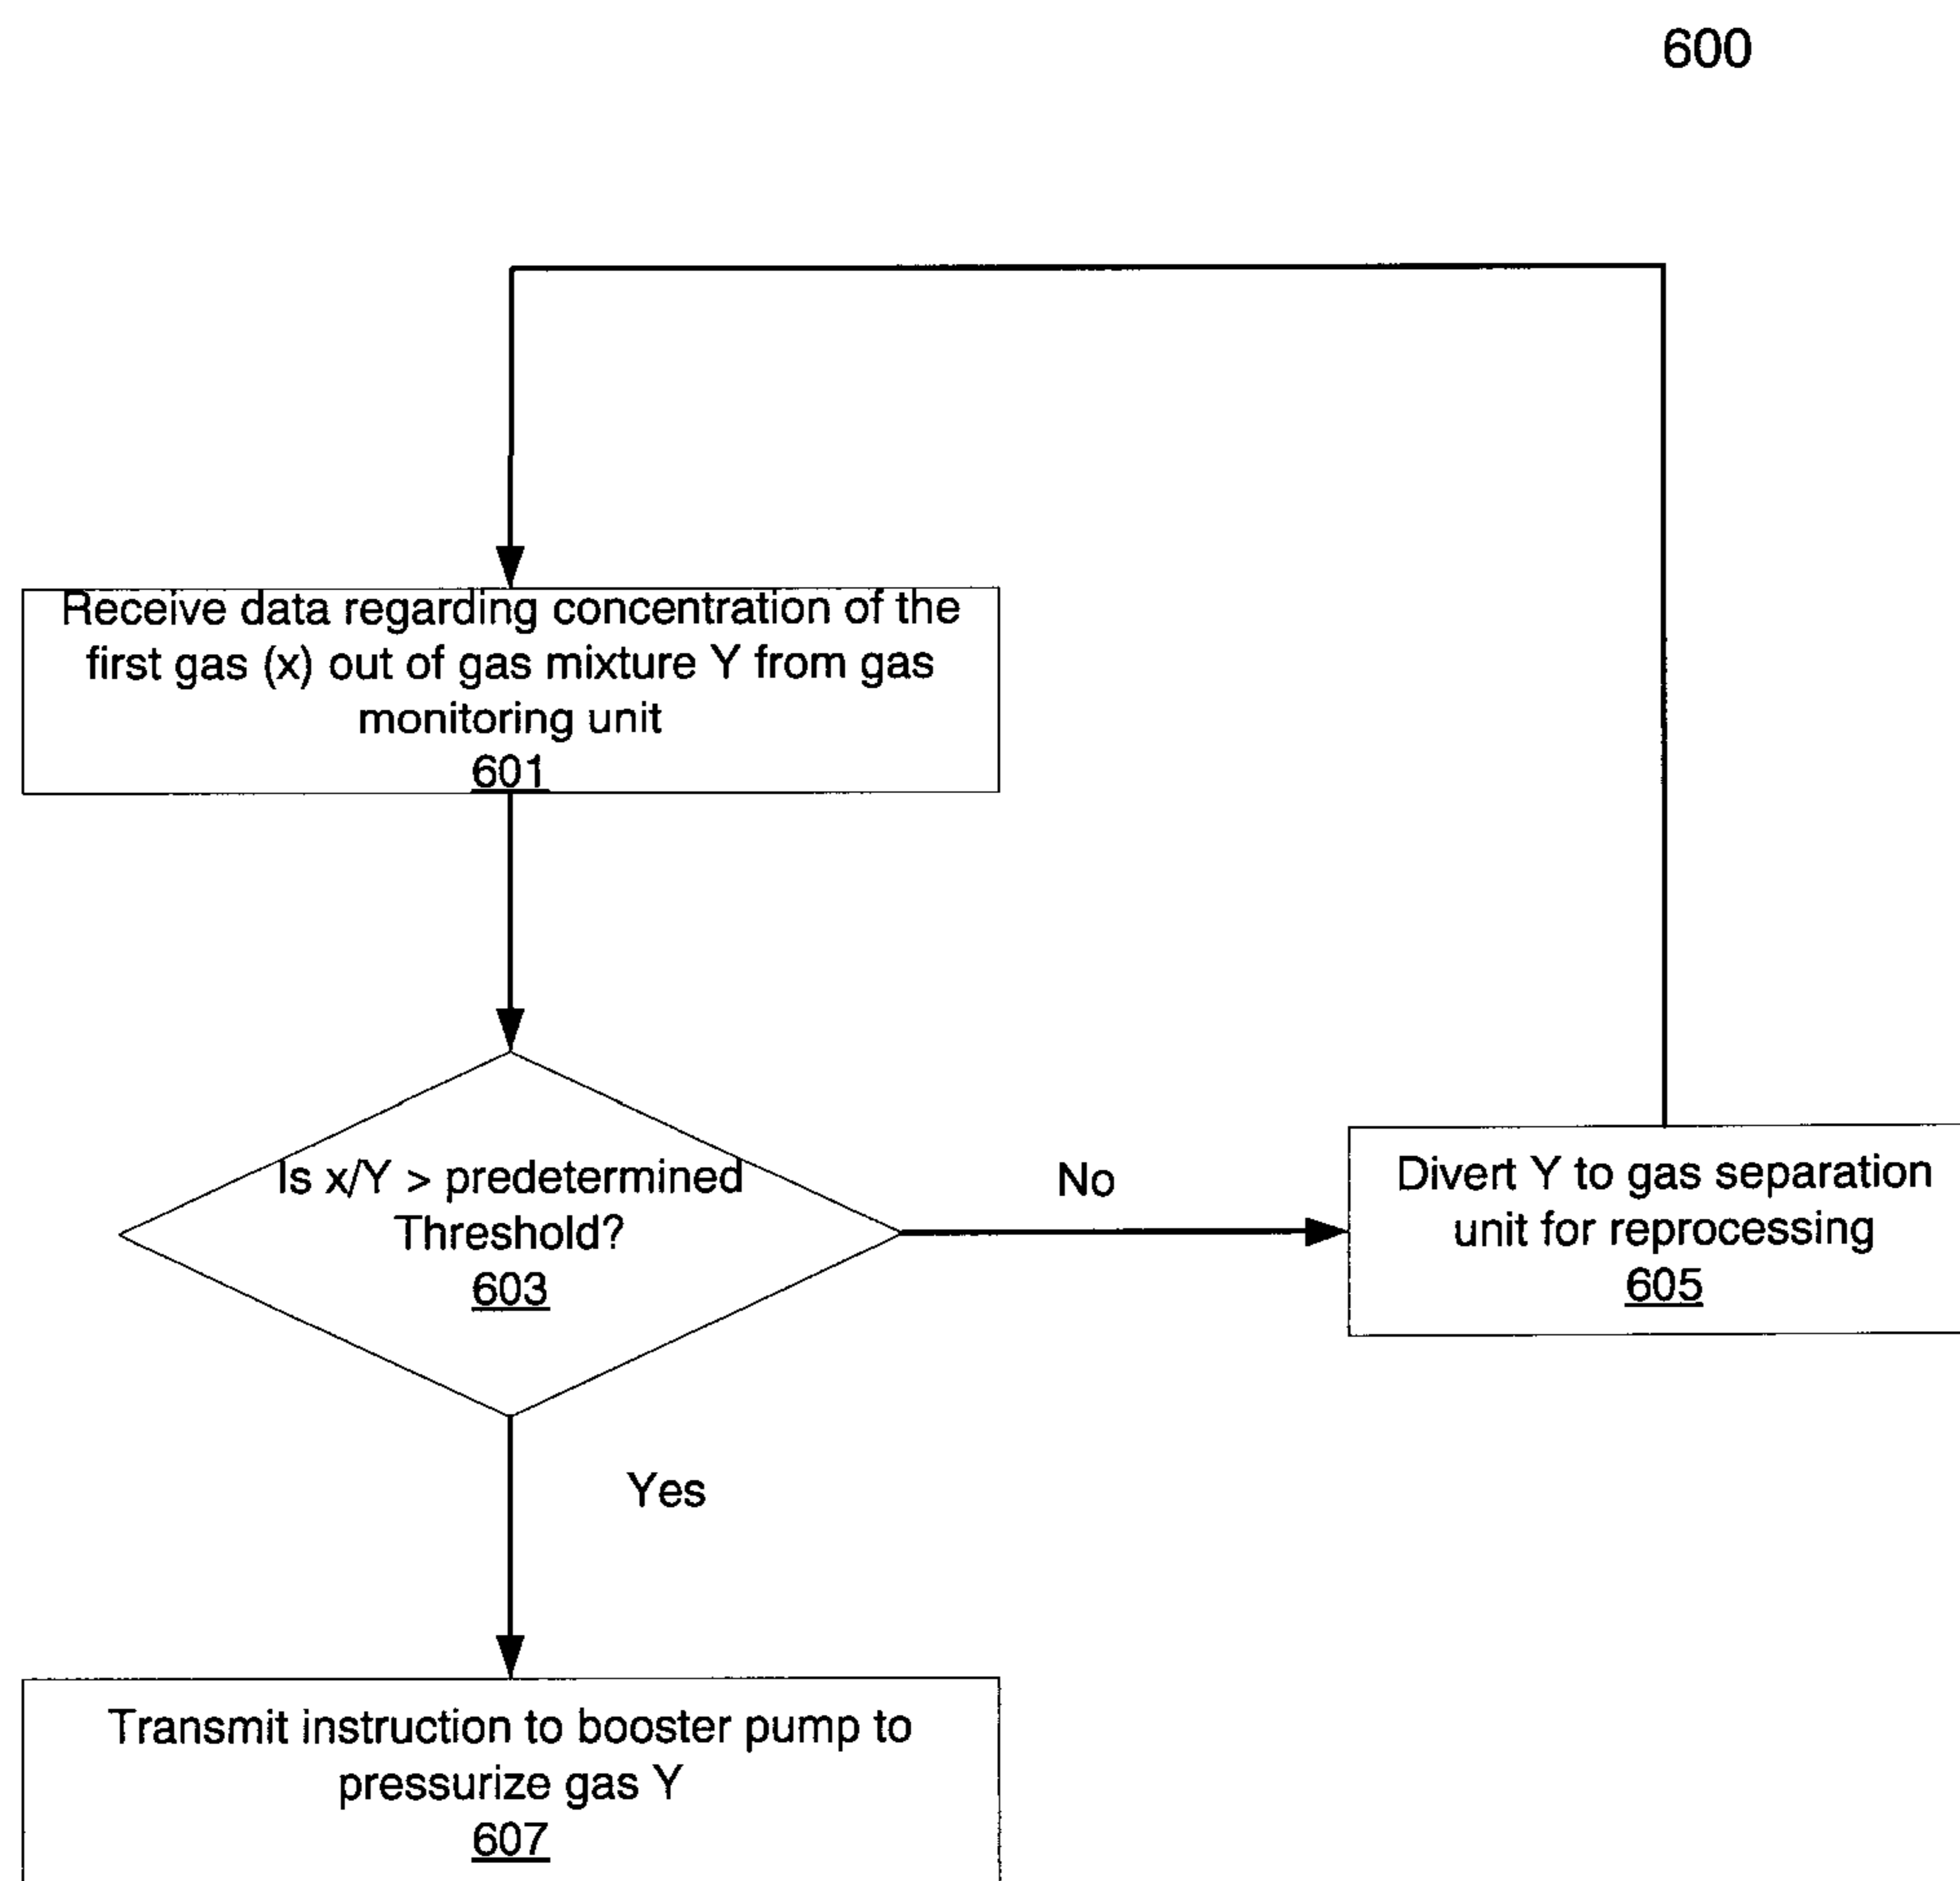 600
Receive data regarding concentration of the
first gas (x) out of gas mixture Y from gas
monitoring unit
601
Is x/Y > predetermined
Threshold?
603
No
Divert Y to gas separation
unit for reprocessing
605
Yes
Transmit instruction to booster pump to
pressurize gas Y
607